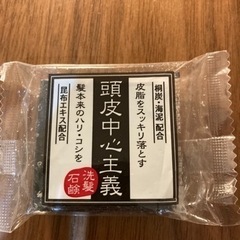 桐炭・海泥 配合
皮脂をスッキリ落とす
頭皮中心主義
髪本来のハリ・コシを
昆布エキス配合
洗髪
石鹸